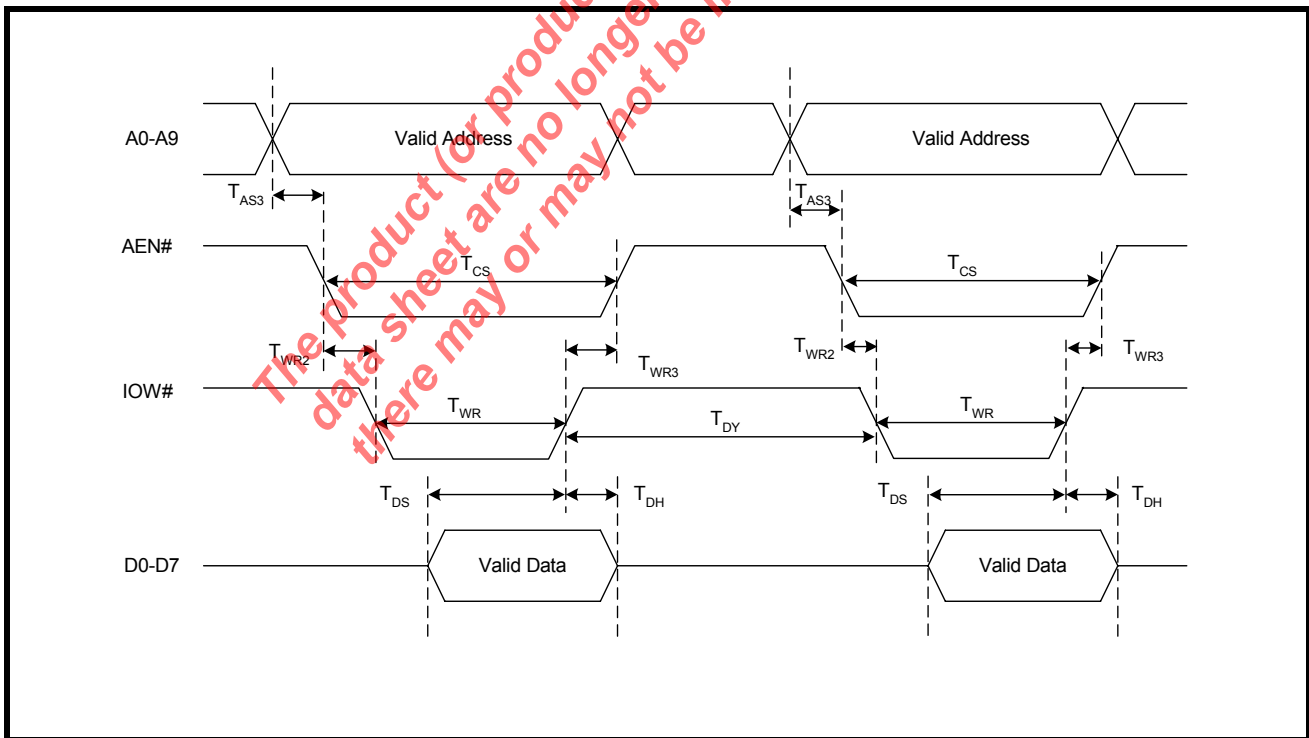 The product (or produc
data sheet are no longer
there may or may not be
A0-A9
Valid Address
Valid Address
TAS3
TAS3
AEN#
TCS
TCS
TWR2
TWR3
TWR2
TWR3
IOW#
TWR
TDY
TWR
TDS
TDH
TDS
TDH
D0-D7
Valid Data
Valid Data